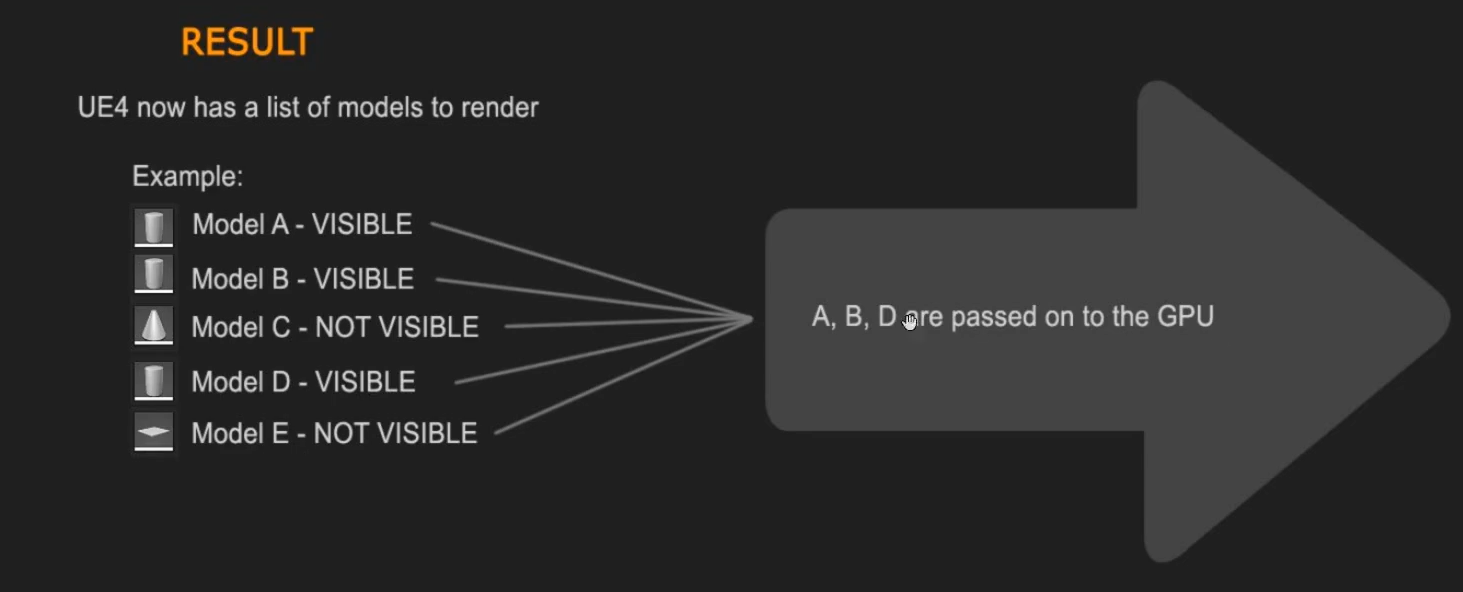 RESULT
UE4 now has a list of models to render
Example:
Model A - VISIBLE
Model B - VISIBLE
Model C - NOT VISIBLE
Model D - VISIBLE
Model E - NOT VISIBLE
A, B, D are passed on to the GPU